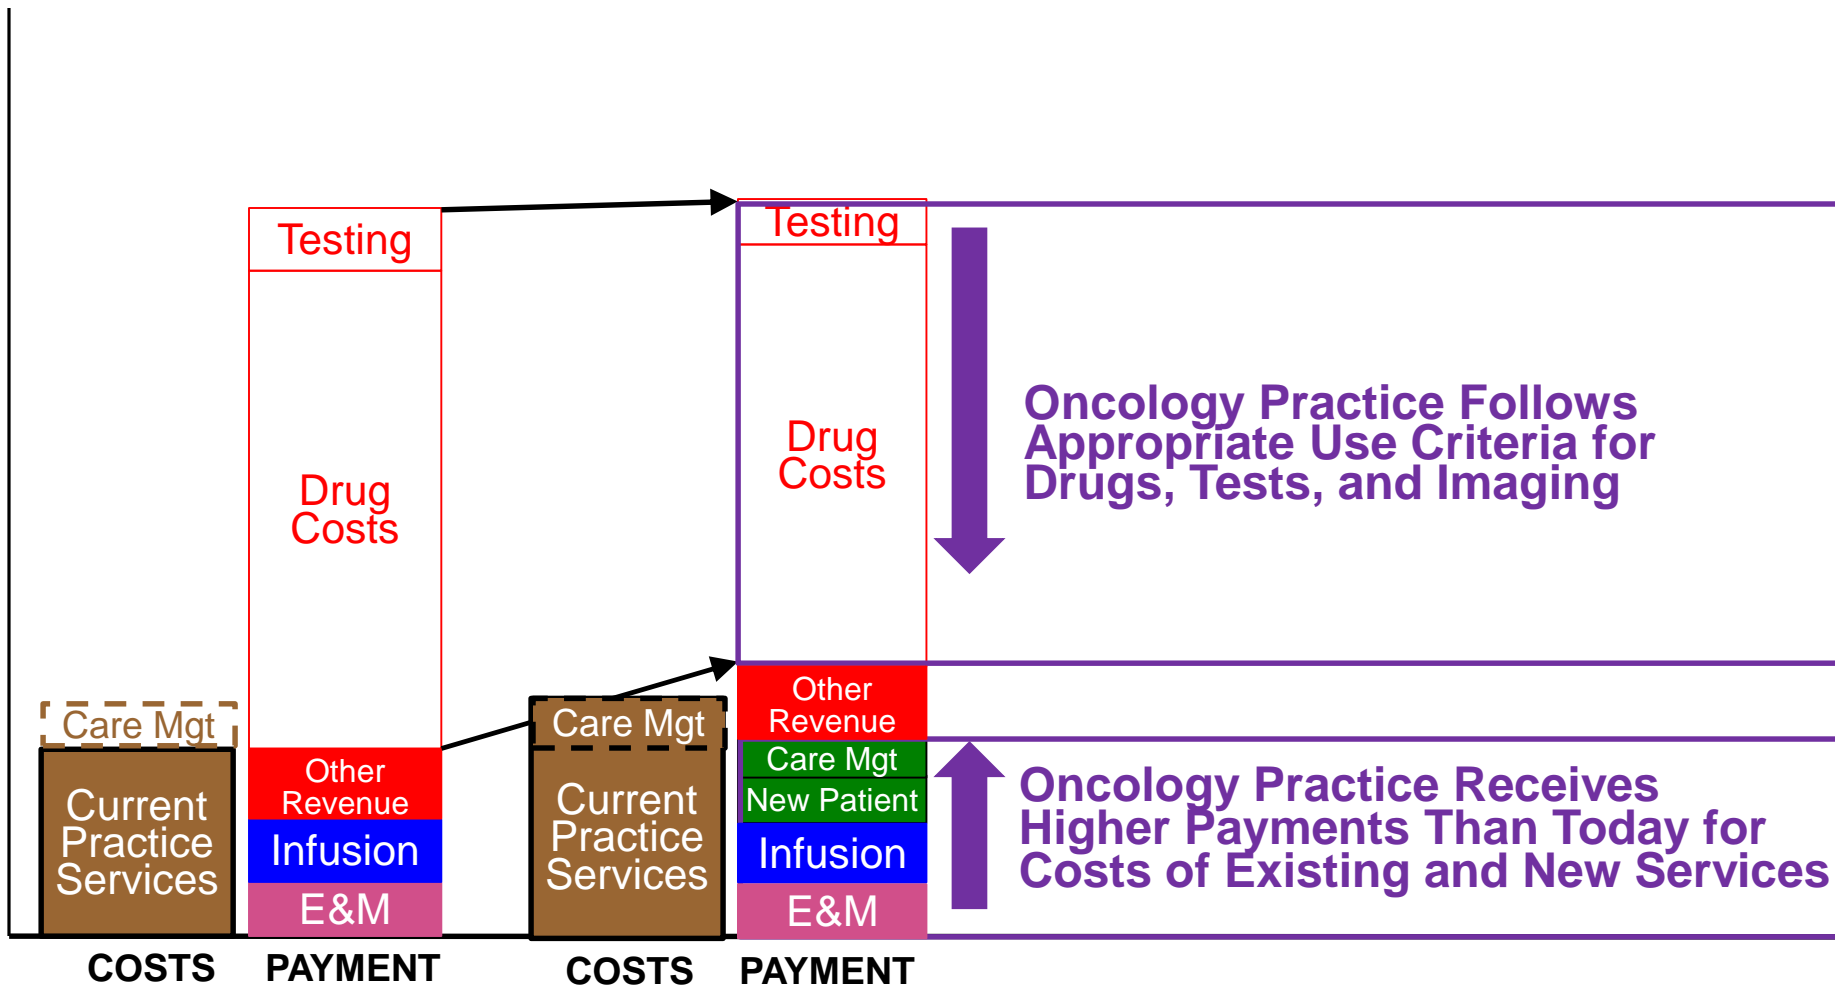 Testing
Drug
Costs
Care Mgt
Current
Practice
Services
Other
Revenue
Infusion
E&M
COSTS
PAYMENT
Testing
Drug
Costs
Care Mgt
Current
Practice
Services
Other
Revenue
Care Mgt
New Patient
Infusion
E&M
COSTS
PAYMENT
Oncology Practice Follows
Appropriate Use Criteria for
Drugs, Tests, and Imaging
Oncology Practice Receives
Higher Payments Than Today for
Costs of Existing and New Services